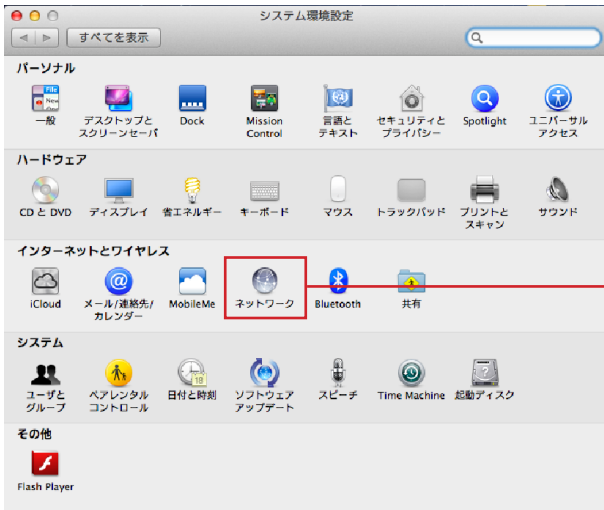 システム環境設定
すべてを表示
パーソナル
File
New
一般
デスクトップと
スクリーンセーバ
Dock
Mission
Control
言語と
テキスト
セキュリティと
プライバシー
Spotlight
ユニバーサル
アクセス
ハードウェア
CD と DVD
ディスプレイ
省エネルギー
キーボード
マウス
トラックパッド
プリントと
スキャン
サウンド
インターネットとワイヤレス
iCloud
メール/連絡先/
カレンダー
MobileMe
ネットワーク
Bluetooth
共有
システム
ユーザと
グループ
ペアレンタル
コントロール
18
日付と時刻
ソフトウェア
アップデート
スピーチ
Time Machine
起動ディスク
その他
Flash Player